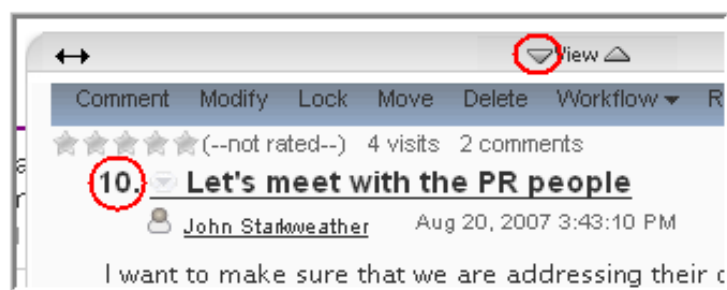 View
Comment Modify Lock Move Delete Workflow R
(--not rated--) 4 visits 2 comments
10. Let's meet with the PR people
John Starkweather Aug 20, 2007 3:43:10 PM
I want to make sure that we are addressing their